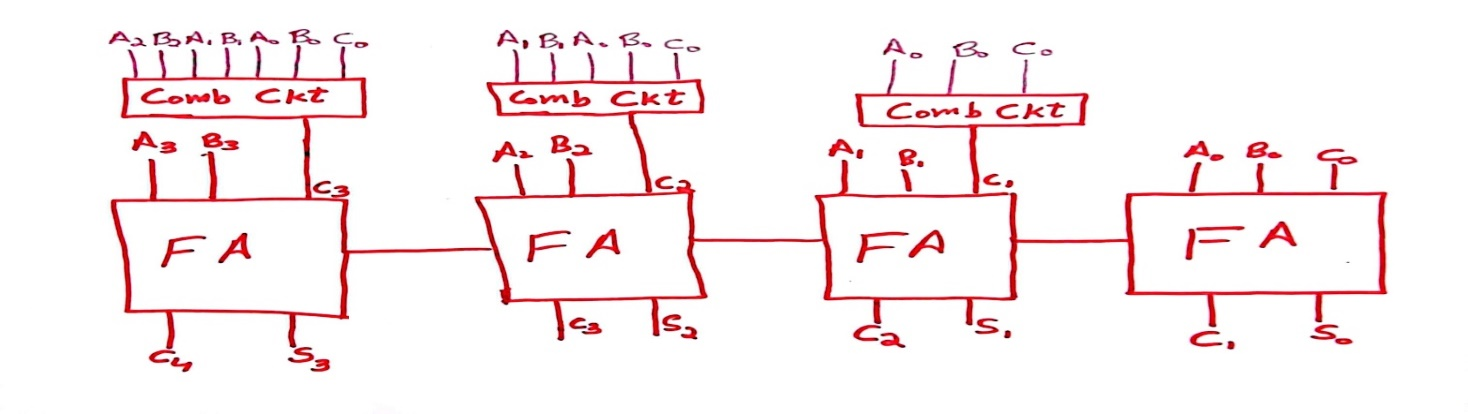 A₂ B₂ A₁ B₁ A₀ B₀ C₀
A₁ B₁ A₀ B₀ C₀
A₀ B₀ C₀
Comb Ckt
Comb Ckt
Comb Ckt
A₃ B₃
A₂ B₂
A₁ B₁
A₀ B₀ C₀
C₃
C₂
C₁
FA
FA
FA
FA
C₄ S₃
C₃ S₂
C₂ S₁
C₁ S₀